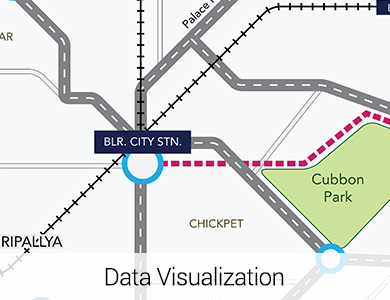 Palace
AR
BLR. CITY STN.
Cubbon
Park
CHICKPET
RIPALLYA
Data Visualization